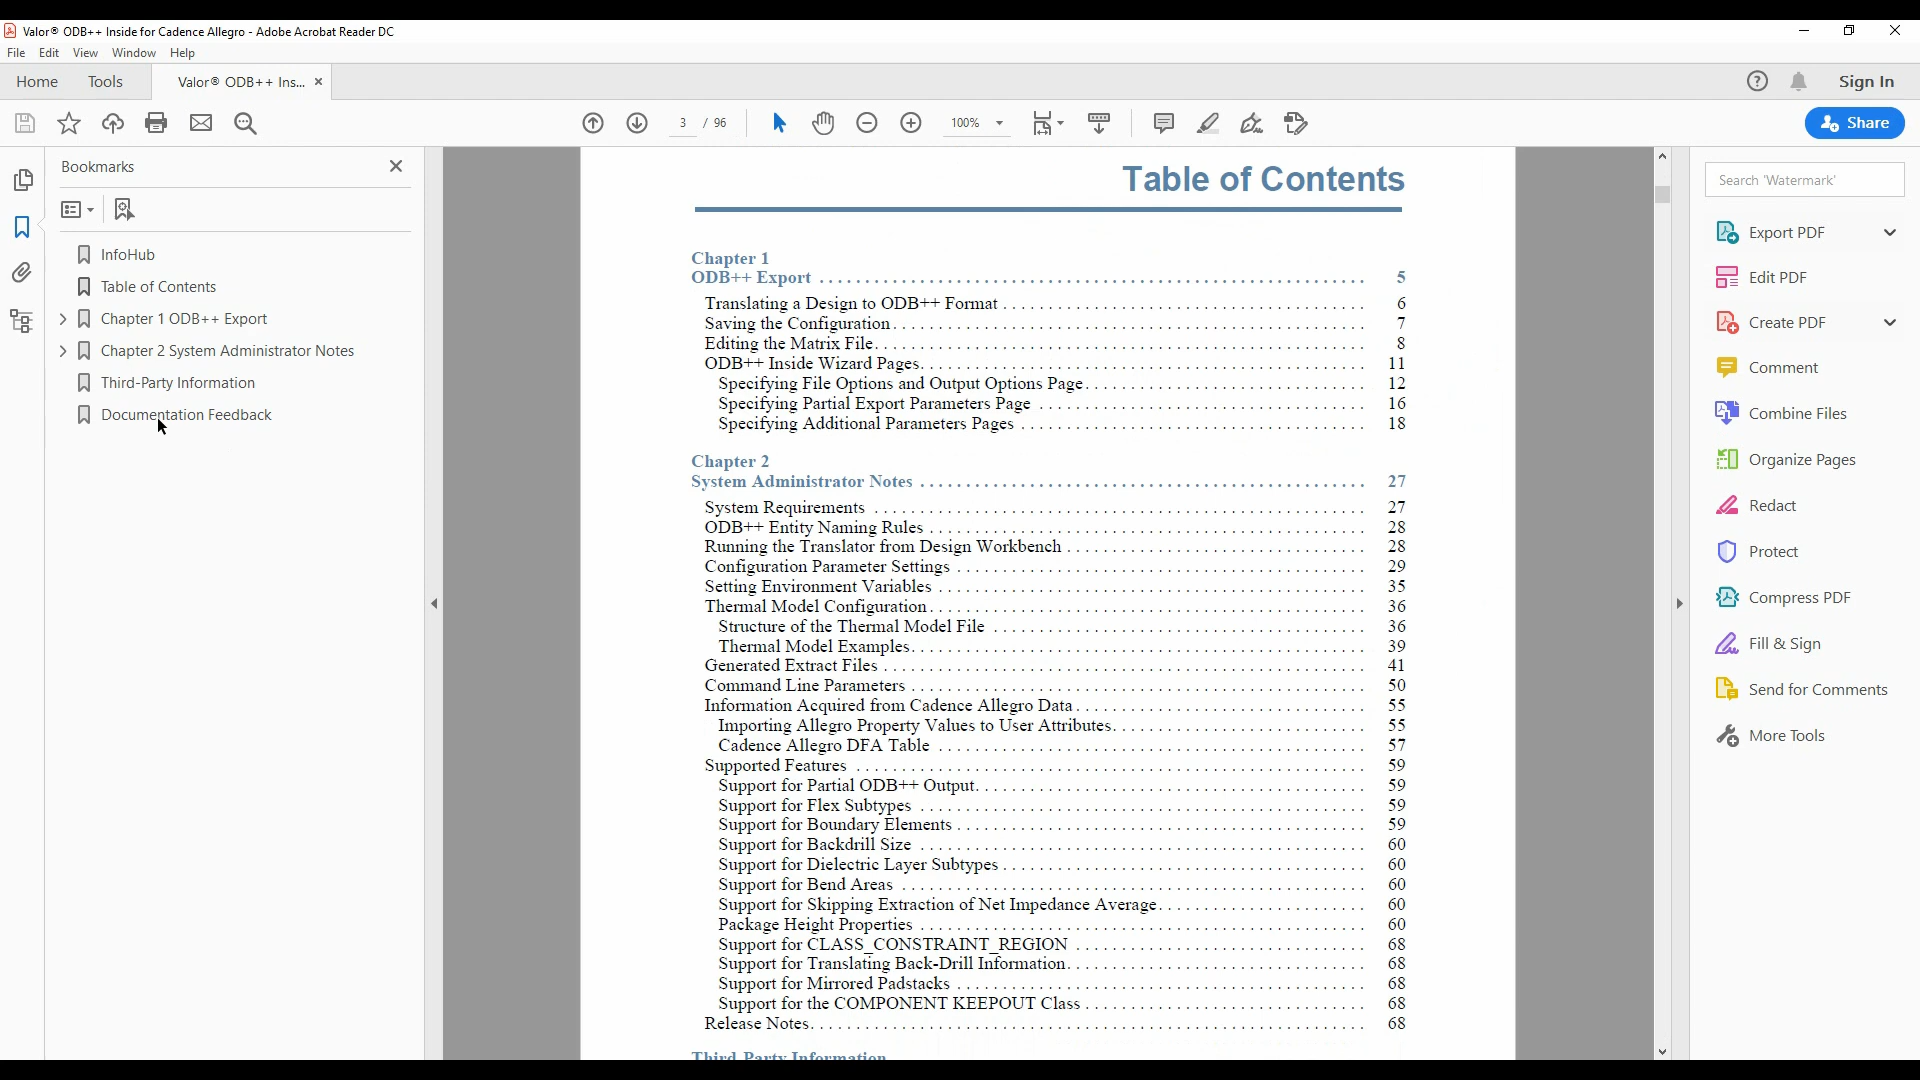 Valor® ODB++ Inside for Cadence Allegro - Adobe Acrobat Reader DC
File Edit View Window Help
Home Tools Valor® ODB++ Ins... Sign In
3 / 96 100% Share
Bookmarks
InfoHub
Table of Contents
Chapter 1 ODB++ Export
Chapter 2 System Administrator Notes
Third-Party Information
Documentation Feedback
Table of Contents
Chapter 1
ODB++ Export 5
Translating a Design to ODB++ Format 6
Saving the Configuration 7
Editing the Matrix File 8
ODB++ Inside Wizard Pages 11
Specifying File Options and Output Options Page 12
Specifying Partial Export Parameters Page 16
Specifying Additional Parameters Pages 18
Chapter 2
System Administrator Notes 27
System Requirements 27
ODB++ Entity Naming Rules 28
Running the Translator from Design Workbench 28
Configuration Parameter Settings 29
Setting Environment Variables 35
Thermal Model Configuration 36
Structure of the Thermal Model File 36
Thermal Model Examples 39
Generated Extract Files 41
Command Line Parameters 50
Information Acquired from Cadence Allegro Data 55
Importing Allegro Property Values to User Attributes 55
Cadence Allegro DFA Table 57
Supported Features 59
Support for Partial ODB++ Output 59
Support for Flex Subtypes 59
Support for Boundary Elements 59
Support for Backdrill Size 60
Support for Dielectric Layer Subtypes 60
Support for Bend Areas 60
Support for Skipping Extraction of Net Impedance Average 60
Package Height Properties 60
Support for CLASS_CONSTRAINT_REGION 68
Support for Translating Back-Drill Information 68
Support for Mirrored Padstacks 68
Support for the COMPONENT KEEPOUT Class 68
Release Notes 68
Third-Party Information
Search 'Watermark'
Export PDF
Edit PDF
Create PDF
Comment
Combine Files
Organize Pages
Redact
Protect
Compress PDF
Fill & Sign
Send for Comments
More Tools